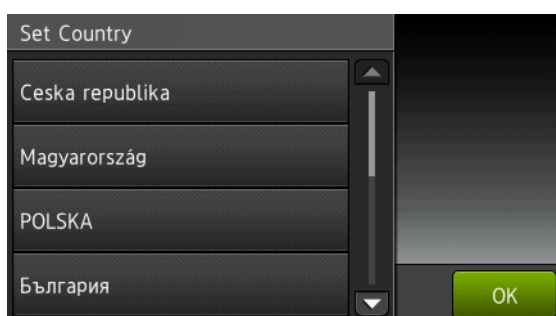 Set Country
Ceska republika
Magyarország
POLSKA
България
OK